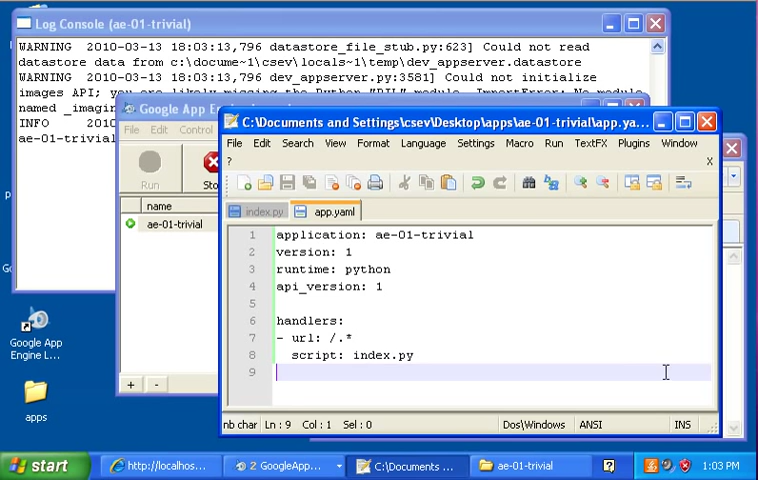 Log Console (ae-01-trivial)
WARNING  2010-03-13 18:03:13,796 datastore_file_stub.py:623] Could not read
datastore data from c:\docume~1\csev\locals~1\temp\dev_appserver.datastore
WARNING  2010-03-13 18:03:13,796 dev_appserver.py:3581] Could not initialize
images API; you are likely missing the Python "PIL" module. ImportError: No module
named _imagin
INFO     2010
ae-01-trivial
Google App En
File Edit Control
Run
Sto
name
ae-01-trivial
+ -
C:\Documents and Settings\csev\Desktop\apps\ae-01-trivial\app.ya...
File Edit Search View Format Language Settings Macro Run TextFX Plugins Window
? X
index.py app.yaml
1 application: ae-01-trivial
2 version: 1
3 runtime: python
4 api_version: 1
5
6 handlers:
7 - url: /.*
8   script: index.py
9
nb char Ln : 9 Col : 1 Sel : 0 Dos\Windows ANSI INS
Google App
Engine L...
apps
start
http://localhos...
2 GoogleApp...
C:\Documents ...
ae-01-trivial
1:03 PM